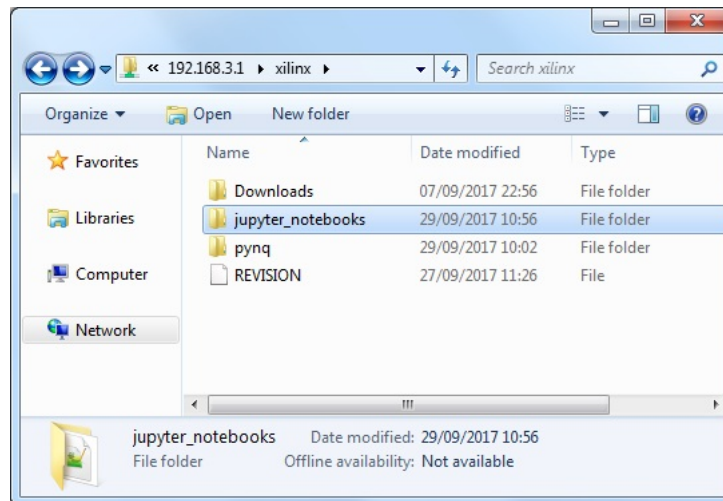 « 192.168.3.1 ▸ xilinx ▸ Search xilinx
Organize Open New folder
Favorites
Libraries
Computer
Network
Name Date modified Type
Downloads 07/09/2017 22:56 File folder
jupyter_notebooks 29/09/2017 10:56 File folder
pynq 29/09/2017 10:02 File folder
REVISION 27/09/2017 11:26 File
jupyter_notebooks Date modified: 29/09/2017 10:56
File folder Offline availability: Not available